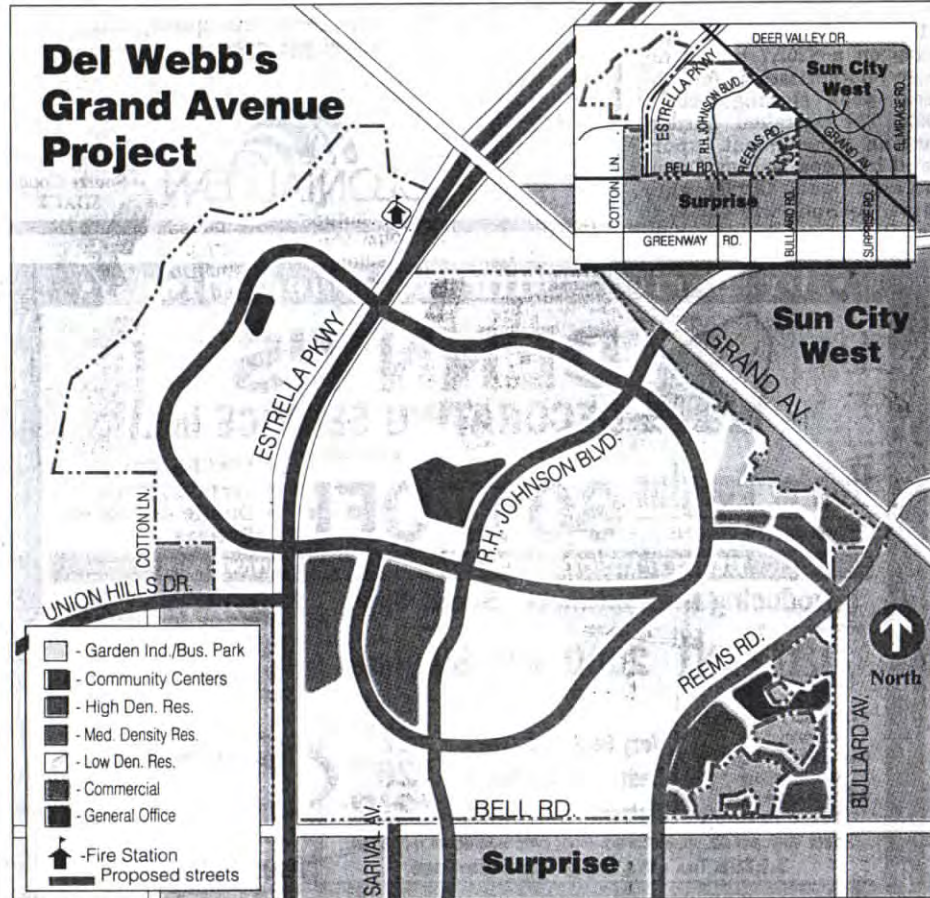 Del Webb's
Grand Avenue
Project
DEER VALLEY DR.
Sun City
West
ESTRELLA PKWY
R.H. JOHNSON BLVD.
REEMS RD.
GRAND AV.
EL MIRAGE RD.
COTTON LN.
BELL RD.
Surprise
BULLARD RD.
SURPRISE RD.
GREENWAY RD.
Sun City
West
GRAND AV.
ESTRELLA PKWY
R.H. JOHNSON BLVD.
COTTON LN.
UNION HILLS DR.
REEMS RD.
North
BULLARD AV.
- Garden Ind./Bus. Park
- Community Centers
- High Den. Res.
- Med. Density Res.
- Low Den. Res.
- Commercial
- General Office
-Fire Station
Proposed streets
BELL RD.
SARIVAL AV.
Surprise